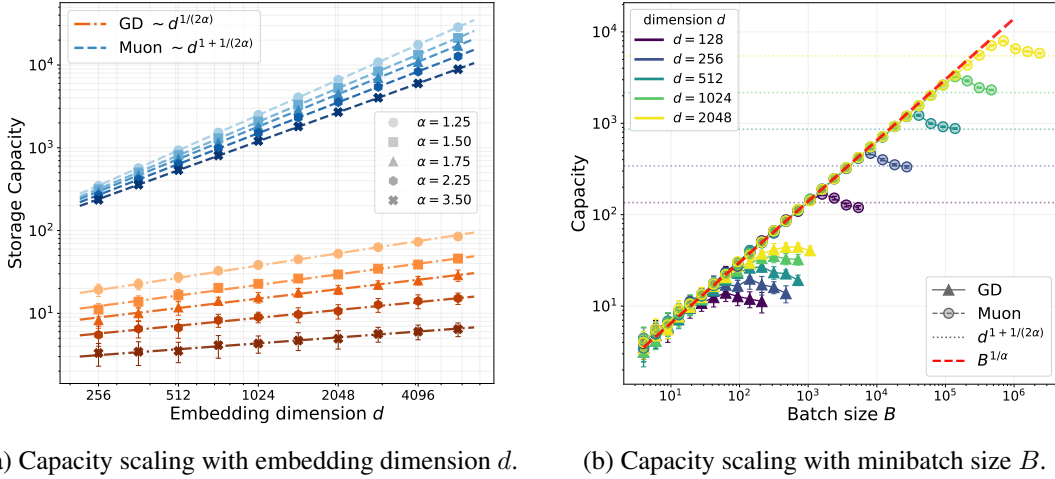 GD ~ d^{1/(2α)}
Muon ~ d^{1+1/(2α)}
10^4
10^3
10^2
10^1
Storage Capacity
α = 1.25
α = 1.50
α = 1.75
α = 2.25
α = 3.50
256 512 1024 2048 4096
Embedding dimension d
(a) Capacity scaling with embedding dimension d.
dimension d
d = 128
d = 256
d = 512
d = 1024
d = 2048
10^4
10^3
10^2
10^1
Capacity
GD
Muon
d^{1+1/(2α)}
B^{1/α}
10^1 10^2 10^3 10^4 10^5 10^6
Batch size B
(b) Capacity scaling with minibatch size B.